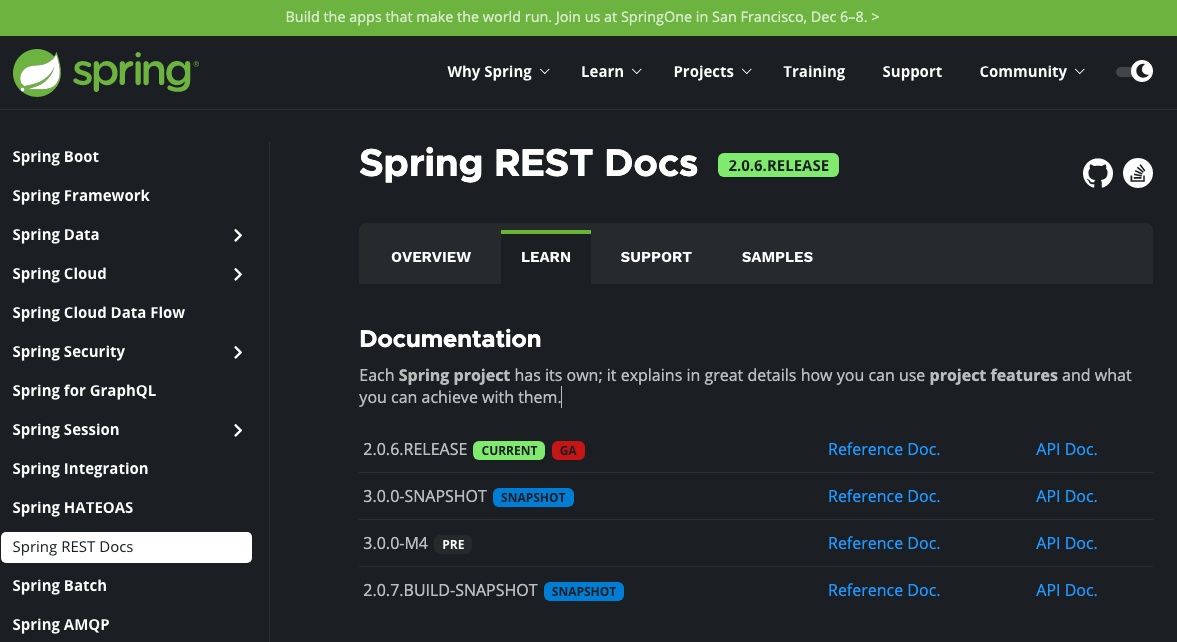 Build the apps that make the world run. Join us at SpringOne in San Francisco, Dec 6–8. >
spring®
Why Spring
Learn
Projects
Training
Support
Community
Spring Boot
Spring Framework
Spring Data
Spring Cloud
Spring Cloud Data Flow
Spring Security
Spring for GraphQL
Spring Session
Spring Integration
Spring HATEOAS
Spring REST Docs
Spring Batch
Spring AMQP
Spring REST Docs 2.0.6.RELEASE
OVERVIEW LEARN SUPPORT SAMPLES
Documentation
Each Spring project has its own; it explains in great details how you can use project features and what
you can achieve with them.
2.0.6.RELEASE CURRENT GA Reference Doc. API Doc.
3.0.0-SNAPSHOT SNAPSHOT Reference Doc. API Doc.
3.0.0-M4 PRE Reference Doc. API Doc.
2.0.7.BUILD-SNAPSHOT SNAPSHOT Reference Doc. API Doc.